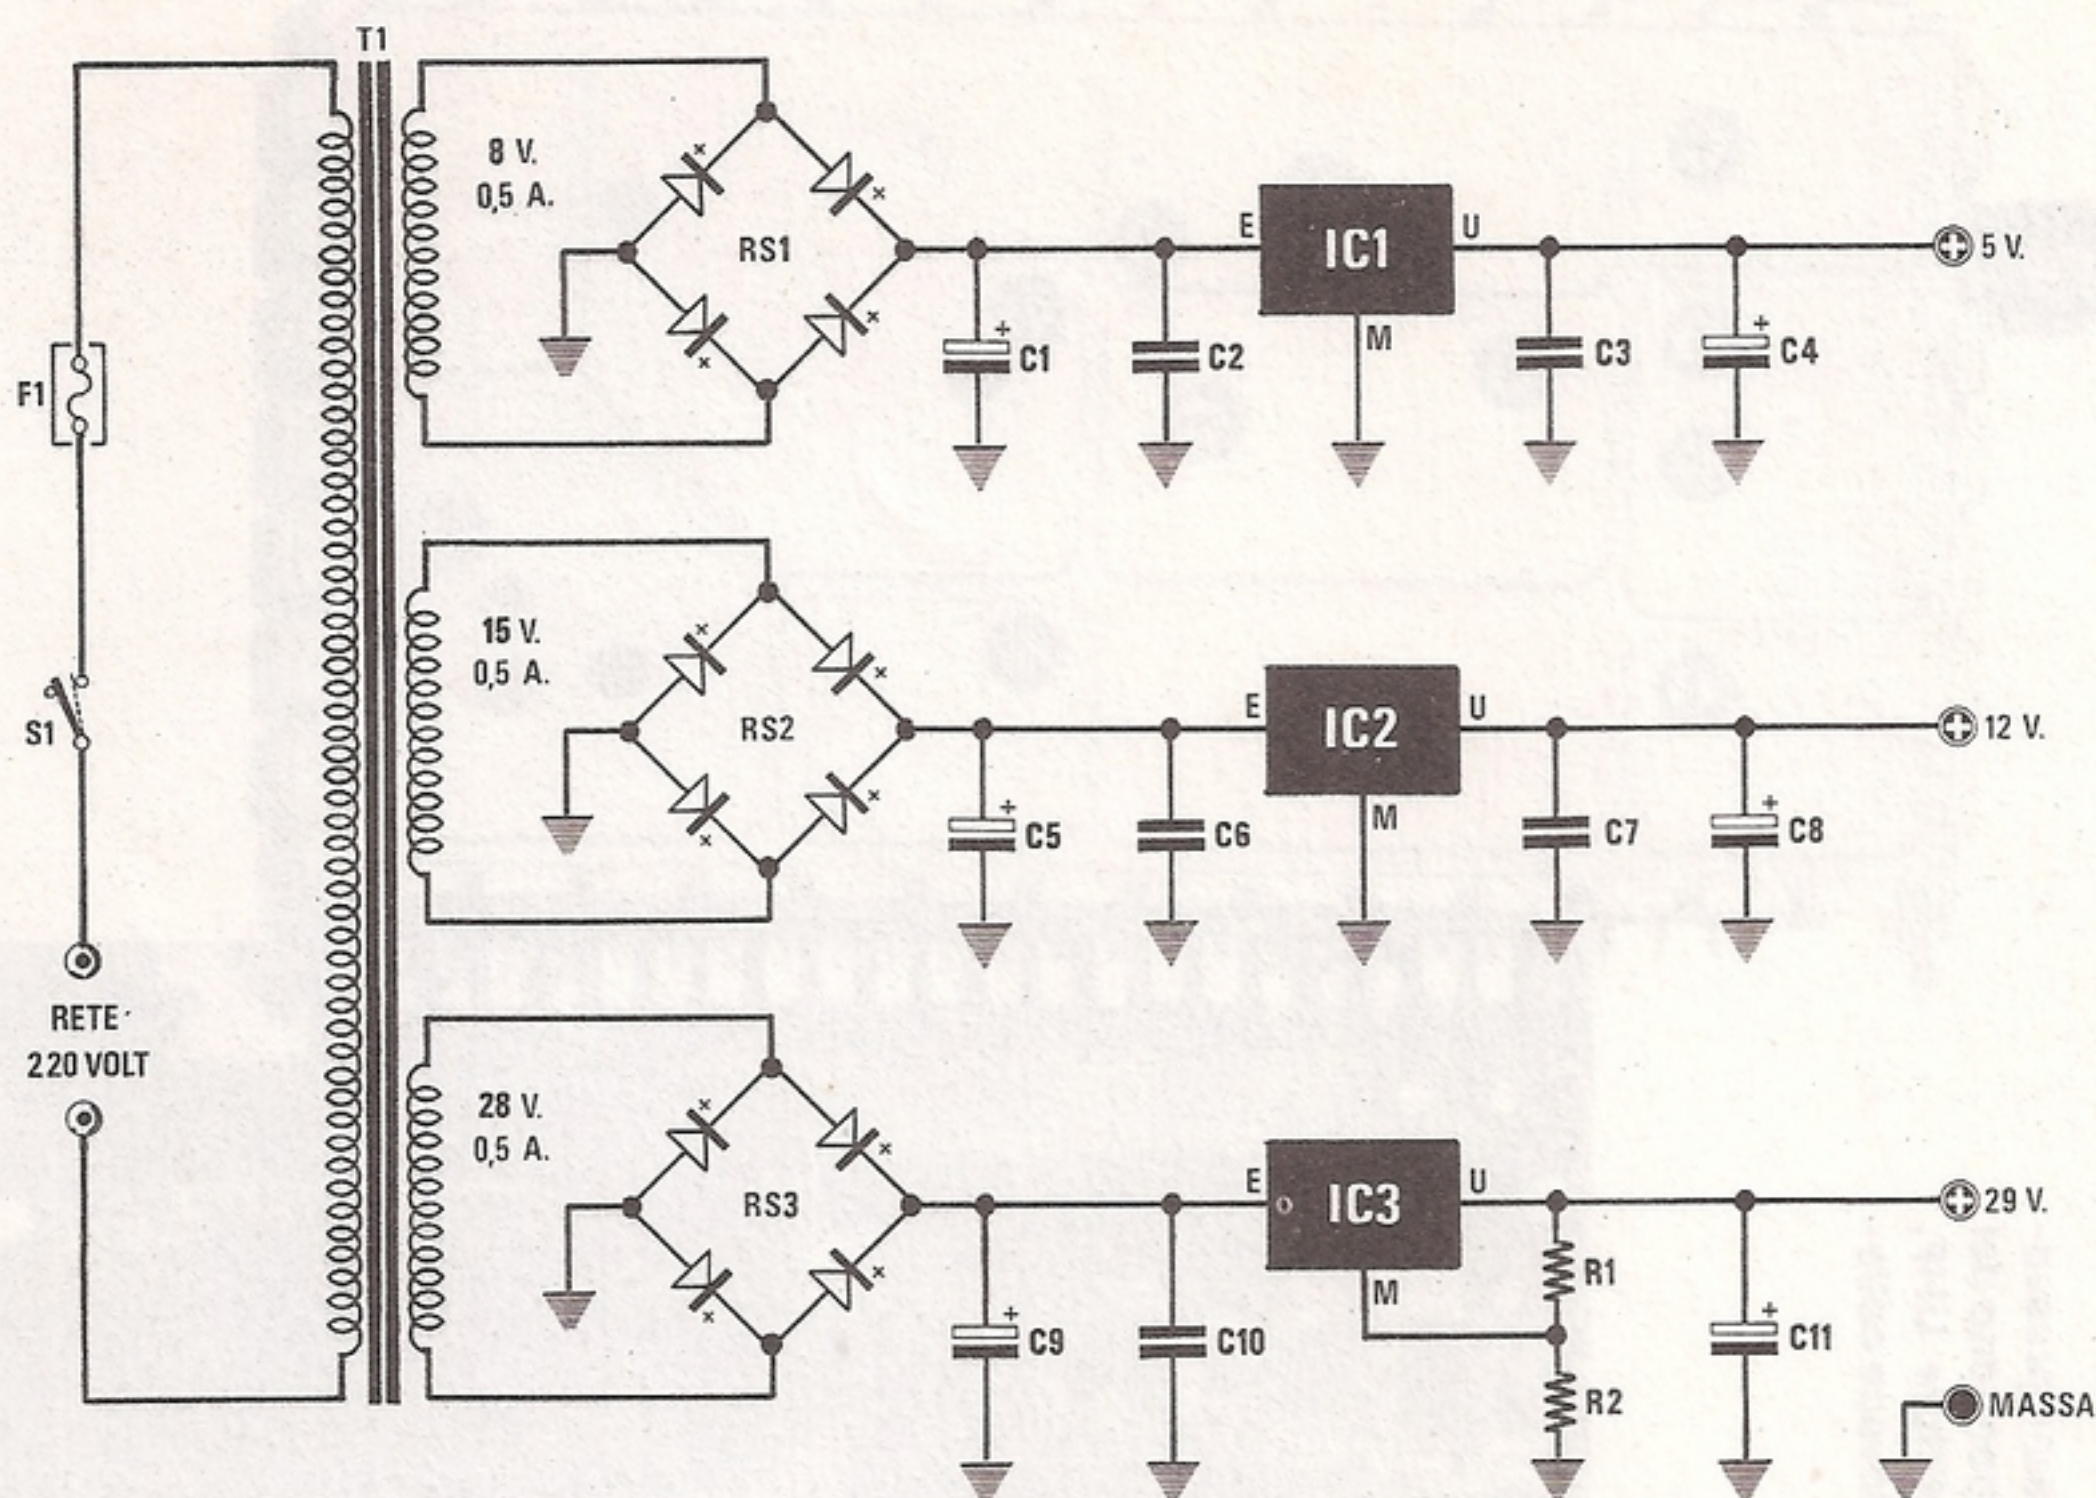 T1
8 V.
0,5 A.
RS1
E
IC1
U
M
5 V.
+
C1
C2
C3
+
C4
F1
15 V.
0,5 A.
RS2
E
IC2
U
M
12 V.
+
C5
C6
C7
+
C8
S1
RETE
220 VOLT
28 V.
0,5 A.
RS3
E
IC3
U
M
29 V.
R1
R2
+
C9
C10
+
C11
MASSA